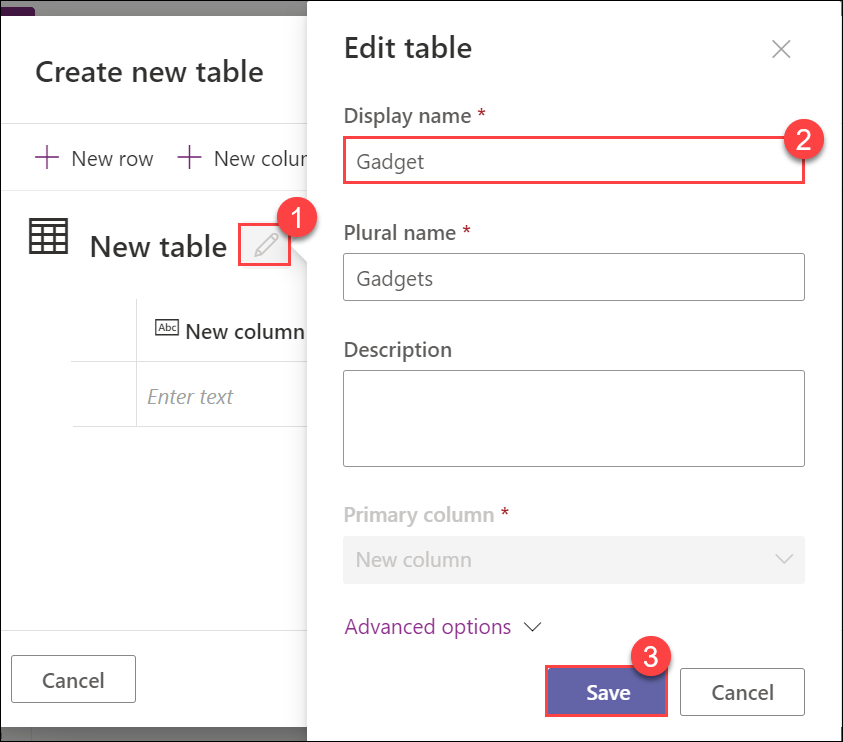 Create new table
New row
New colum
New table
1
Abc
New column
Enter text
Cancel
Edit table
Display name *
2
Gadget
Plural name *
Gadgets
Description
Primary column *
New column
Advanced options
3
Save
Cancel